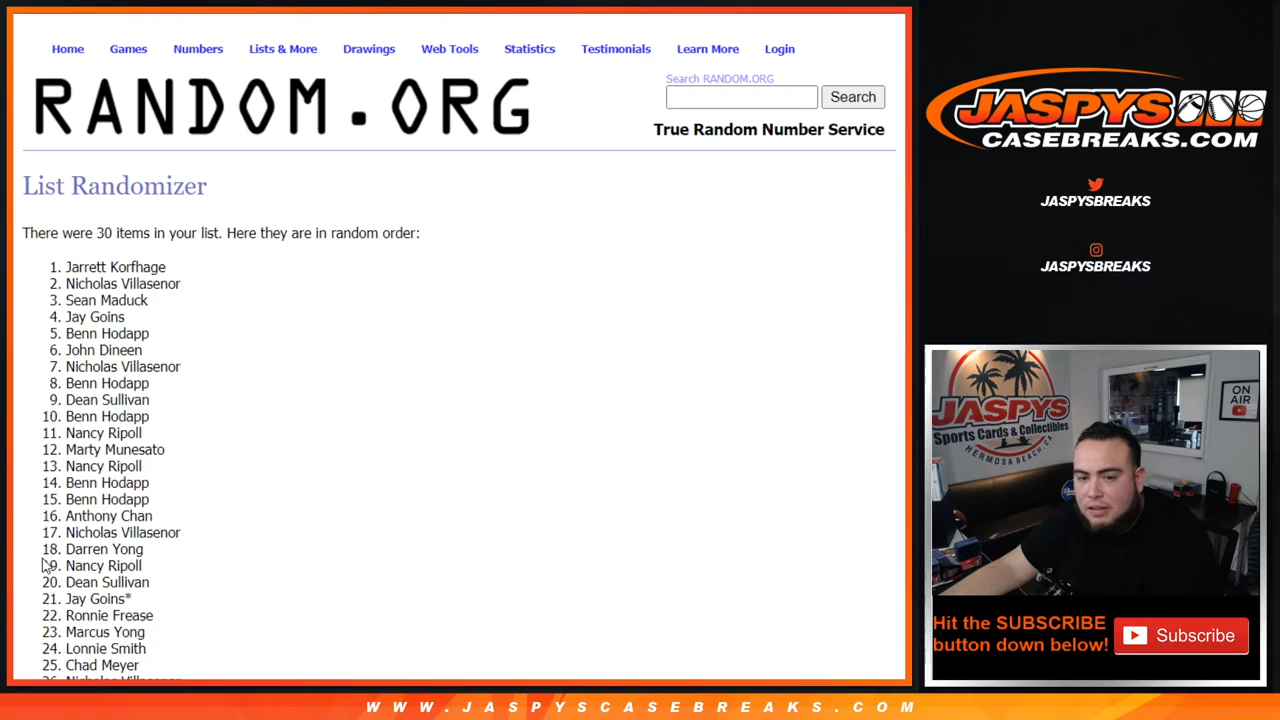 Home Games Numbers Lists & More Drawings Web Tools Statistics Testimonials Learn More Login
RANDOM.ORG
Search RANDOM.ORG
Search
True Random Number Service
List Randomizer
There were 30 items in your list. Here they are in random order:
1. Jarrett Korfhage
2. Nicholas Villasenor
3. Sean Maduck
4. Jay Goins
5. Benn Hodapp
6. John Dineen
7. Nicholas Villasenor
8. Benn Hodapp
9. Dean Sullivan
10. Benn Hodapp
11. Nancy Ripoll
12. Marty Munesato
13. Nancy Ripoll
14. Benn Hodapp
15. Benn Hodapp
16. Anthony Chan
17. Nicholas Villasenor
18. Darren Yong
19. Nancy Ripoll
20. Dean Sullivan
21. Jay Goins*
22. Ronnie Frease
23. Marcus Yong
24. Lonnie Smith
25. Chad Meyer
JASPYS
CASEBREAKS.COM
JASPYSBREAKS
JASPYSBREAKS
JASPYS
Sports Cards & Collectibles
HERMOSA BEACH, CA
ON
AIR
Hit the SUBSCRIBE
button down below!
Subscribe
WWW.JASPYSCASEBREAKS.COM